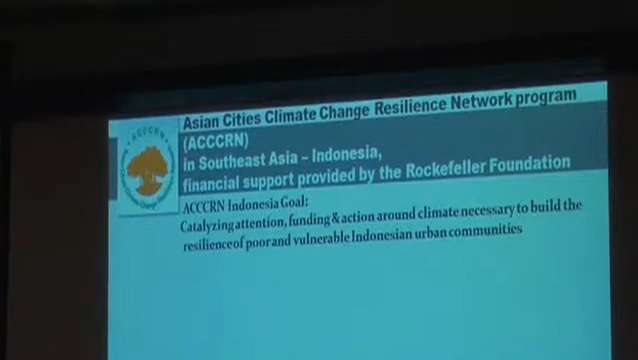 Asian Cities Climate Change Resilience Network program
(ACCCRN)
in Southeast Asia – Indonesia,
financial support provided by the Rockefeller Foundation
ACCCRN
ACCCRN Indonesia Goal:
Catalyzing attention, funding & action around climate necessary to build the
resilience of poor and vulnerable Indonesian urban communities